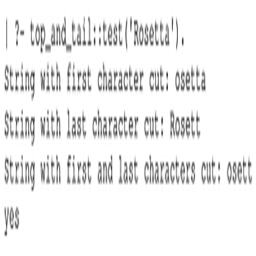 | ?- top_and_tail::test('Rosetta').
String with first character cut: osetta
String with last character cut: Rosett
String with first and last characters cut: osett
yes